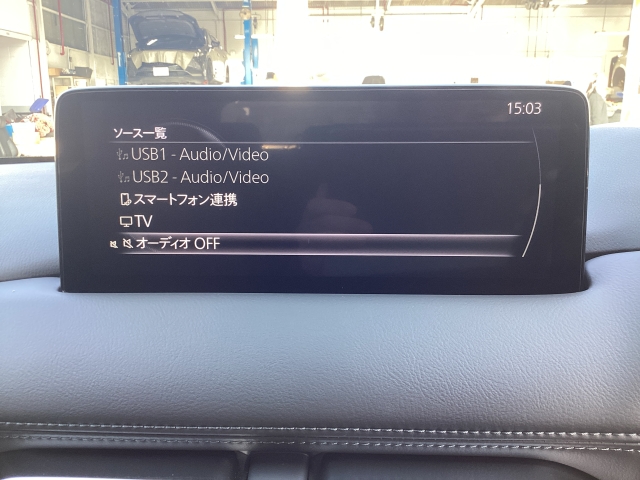 15:03
ソース一覧
USB1 - Audio/Video
USB2 - Audio/Video
スマートフォン連携
TV
オーディオ OFF